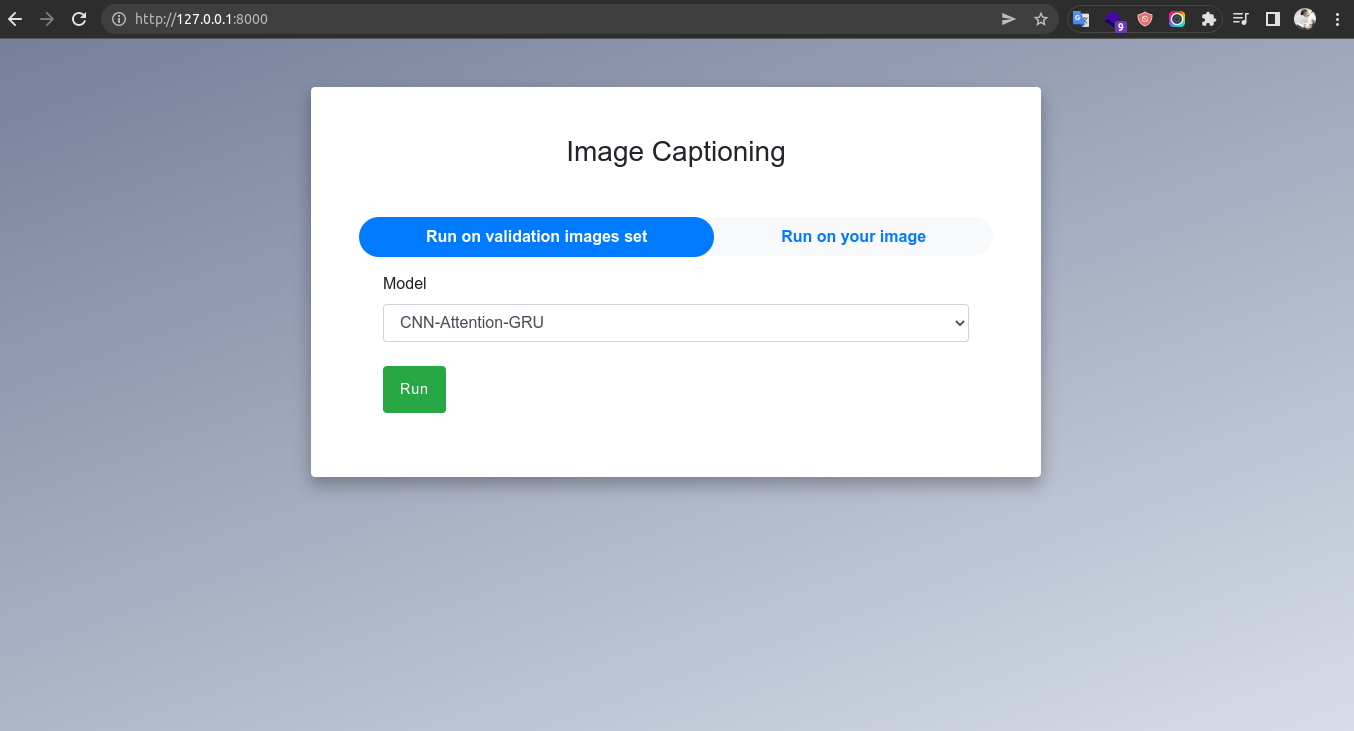 http://127.0.0.1:8000
9
Image Captioning
Run on validation images set
Run on your image
Model
CNN-Attention-GRU
Run